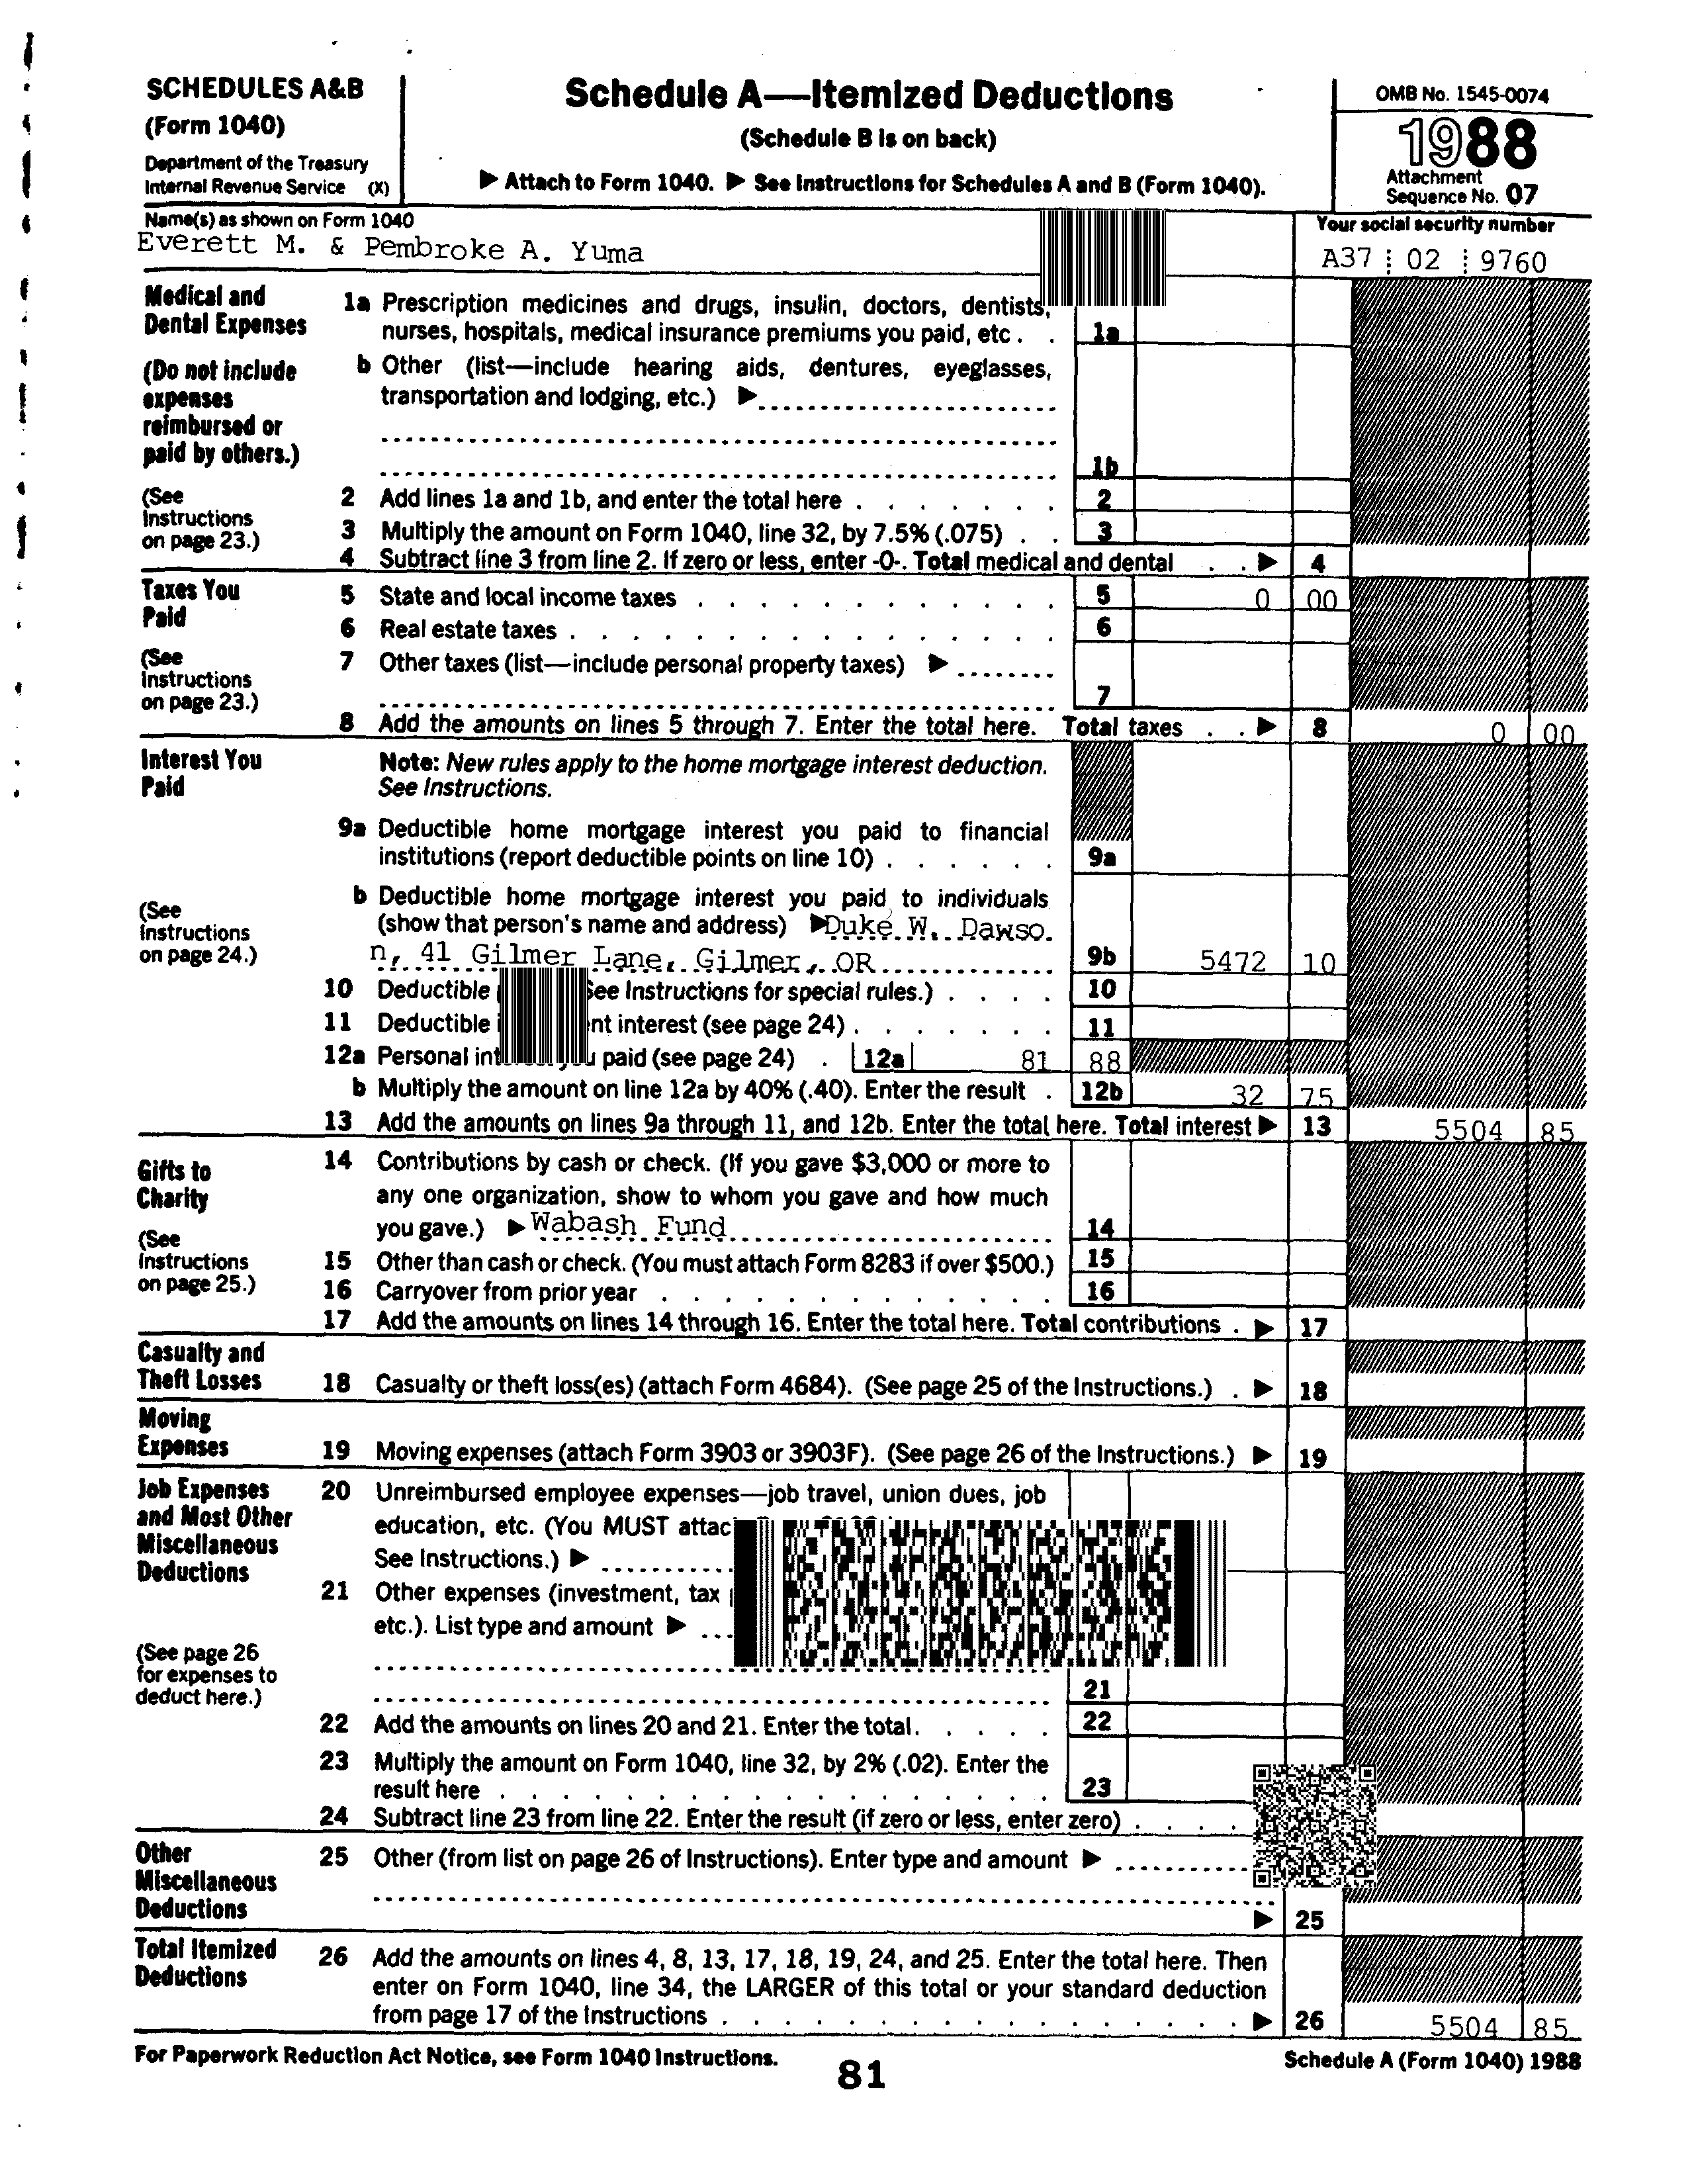 SCHEDULES A&B
(Form 1040)
Department of the Treasury
Internal Revenue Service (X)
Schedule A—Itemized Deductions
(Schedule B is on back)
▶ Attach to Form 1040. ▶ See Instructions for Schedules A and B (Form 1040).
OMB No. 1545-0074
1988
Attachment
Sequence No. 07
Name(s) as shown on Form 1040
Everett M. & Pembroke A. Yuma
Your social security number
A37 02 9760
Medical and
Dental Expenses
(Do not include
expenses
reimbursed or
paid by others.)
(See
Instructions
on page 23.)
1a Prescription medicines and drugs, insulin, doctors, dentists,
nurses, hospitals, medical insurance premiums you paid, etc . . 1a
b Other (list—include hearing aids, dentures, eyeglasses,
transportation and lodging, etc.) ▶
1b
2 Add lines 1a and 1b, and enter the total here . . . . . . . 2
3 Multiply the amount on Form 1040, line 32, by 7.5% (.075) . . 3
4 Subtract line 3 from line 2. If zero or less, enter -0-. Total medical and dental . . ▶ 4
Taxes You
Paid
(See
Instructions
on page 23.)
5 State and local income taxes . . . . . . . . . . . . 5 0 00
6 Real estate taxes . . . . . . . . . . . . . . . . 6
7 Other taxes (list—include personal property taxes) ▶
7
8 Add the amounts on lines 5 through 7. Enter the total here. Total taxes . . ▶ 8 0 00
Interest You
Paid
(See
Instructions
on page 24.)
Note: New rules apply to the home mortgage interest deduction.
See Instructions.
9a Deductible home mortgage interest you paid to financial
institutions (report deductible points on line 10) . . . . . . 9a
b Deductible home mortgage interest you paid to individuals
(show that person's name and address) ▶ Duke W. Dawso
n, 41 Gilmer Lane, Gilmer, OR 9b 5472 10
10 Deductible See Instructions for special rules.) . . . . 10
11 Deductible interest (see page 24) . . . . . . . 11
12a Personal paid (see page 24) . 12a 81 88
b Multiply the amount on line 12a by 40% (.40). Enter the result . 12b 32 75
13 Add the amounts on lines 9a through 11, and 12b. Enter the total here. Total interest ▶ 13 5504 85
Gifts to
Charity
(See
Instructions
on page 25.)
14 Contributions by cash or check. (If you gave $3,000 or more to
any one organization, show to whom you gave and how much
you gave.) ▶ Wabash Fund 14
15 Other than cash or check. (You must attach Form 8283 if over $500.) 15
16 Carryover from prior year . . . . . . . . . . . . . 16
17 Add the amounts on lines 14 through 16. Enter the total here. Total contributions . ▶ 17
Casualty and
Theft Losses
18 Casualty or theft loss(es) (attach Form 4684). (See page 25 of the Instructions.) . ▶ 18
Moving
Expenses
19 Moving expenses (attach Form 3903 or 3903F). (See page 26 of the Instructions.) ▶ 19
Job Expenses
and Most Other
Miscellaneous
Deductions
(See page 26
for expenses to
deduct here.)
20 Unreimbursed employee expenses—job travel, union dues, job
education, etc. (You MUST
See Instructions.) ▶
21 Other expenses (investment, tax
etc.). List type and amount ▶
21
22 Add the amounts on lines 20 and 21. Enter the total. . . . . 22
23 Multiply the amount on Form 1040, line 32, by 2% (.02). Enter the
result here . . . . . . . . . . . . . . . . . . 23
24 Subtract line 23 from line 22. Enter the result (if zero or less, enter zero) . . . .
Other
Miscellaneous
Deductions
25 Other (from list on page 26 of Instructions). Enter type and amount ▶
▶ 25
Total Itemized
Deductions
26 Add the amounts on lines 4, 8, 13, 17, 18, 19, 24, and 25. Enter the total here. Then
enter on Form 1040, line 34, the LARGER of this total or your standard deduction
from page 17 of the Instructions . . . . . . . . . . . . . . . . . ▶ 26 5504 85
For Paperwork Reduction Act Notice, see Form 1040 Instructions.
81
Schedule A (Form 1040) 1988